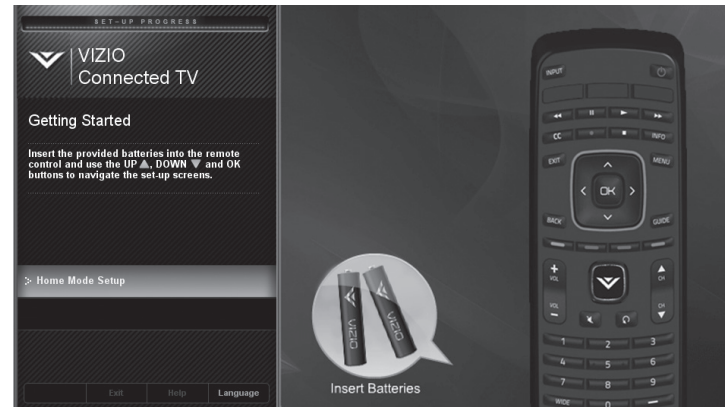 SET-UP PROGRESS
VIZIO
Connected TV
Getting Started
Insert the provided batteries into the remote
control and use the UP ▲, DOWN ▼ and OK
buttons to navigate the set-up screens.
Home Mode Setup
Exit Help Language
VIZIO VIZIO
Insert Batteries
INPUT
CC INFO
EXIT MENU
OK
BACK GUIDE
+
VOL CH
VOL CH
–
1 2 3
4 5 6
7 8 9
WIDE 0 —